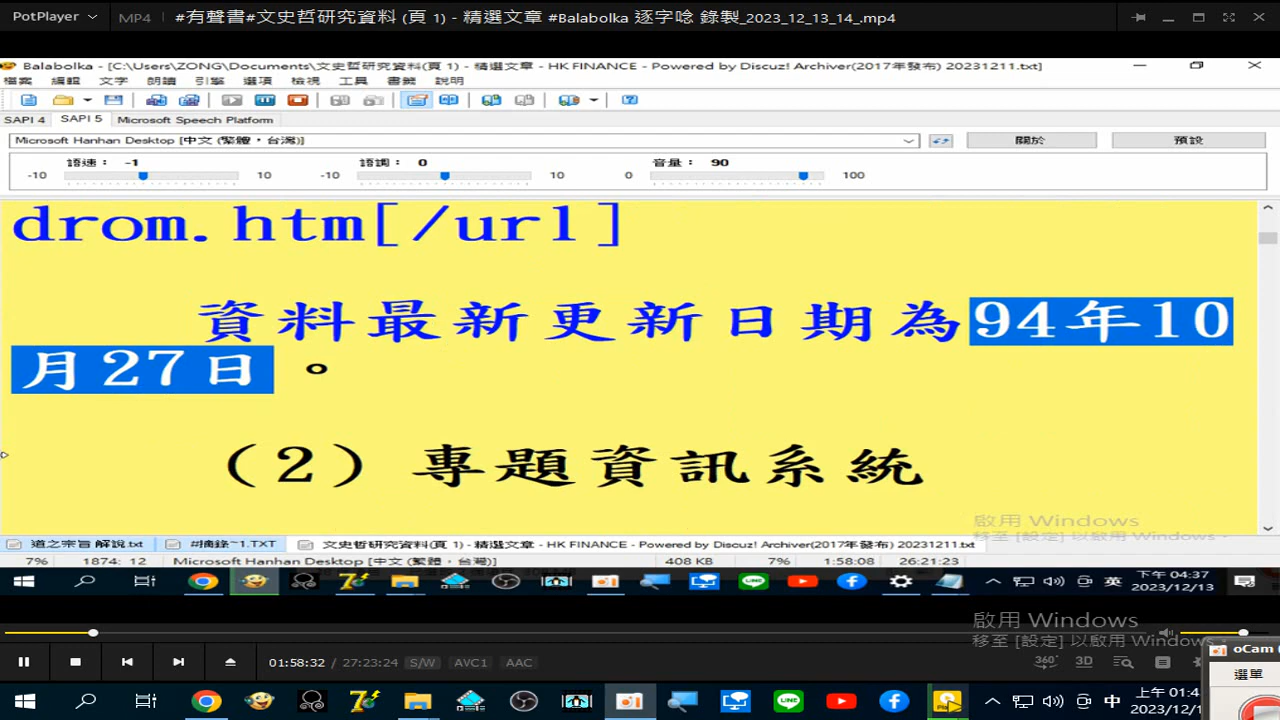 PotPlayer
MP4
#有聲書#文史哲研究資料 (頁 1) - 精選文章 #Balabolka 逐字唸 錄製_2023_12_13_14_.mp4
Balabolka - [C:\Users\ZONG\Documents\文史哲研究資料(頁 1) - 精選文章 - HK FINANCE - Powered by Discuz! Archiver(2017年發布) 20231211.txt]
檔案 編輯 文字 朗讀 引擎 選項 檢視 工具 書籤 說明
SAPI 4 SAPI 5 Microsoft Speech Platform
Microsoft Hanhan Desktop [中文 (繁體，台灣)]
關於
預設
語速： -1 語調： 0 音量： 90
-10 10 -10 10 0 100
drom.htm[/url]
資料最新更新日期為94年10
月27日。
（2）專題資訊系統
啟用 Windows
移至 [設定] 以啟用 Windows。
道之宗旨 解說.txt #摘錄~1.TXT 文史哲研究資料(頁 1) - 精選文章 - HK FINANCE - Powered by Discuz! Archiver(2017年發布) 20231211.txt
7% 1874: 12 Microsoft Hanhan Desktop [中文 (繁體，台灣)] 408 KB 7% 1:58:08 26:21:23
英
下午 04:37
2023/12/13
啟用 Windows
移至 [設定] 以啟用 Windows。
01:58:32 / 27:23:24 S/W AVC1 AAC
360° 3D
oCam
選單
中
上午 01:4
2023/12/1